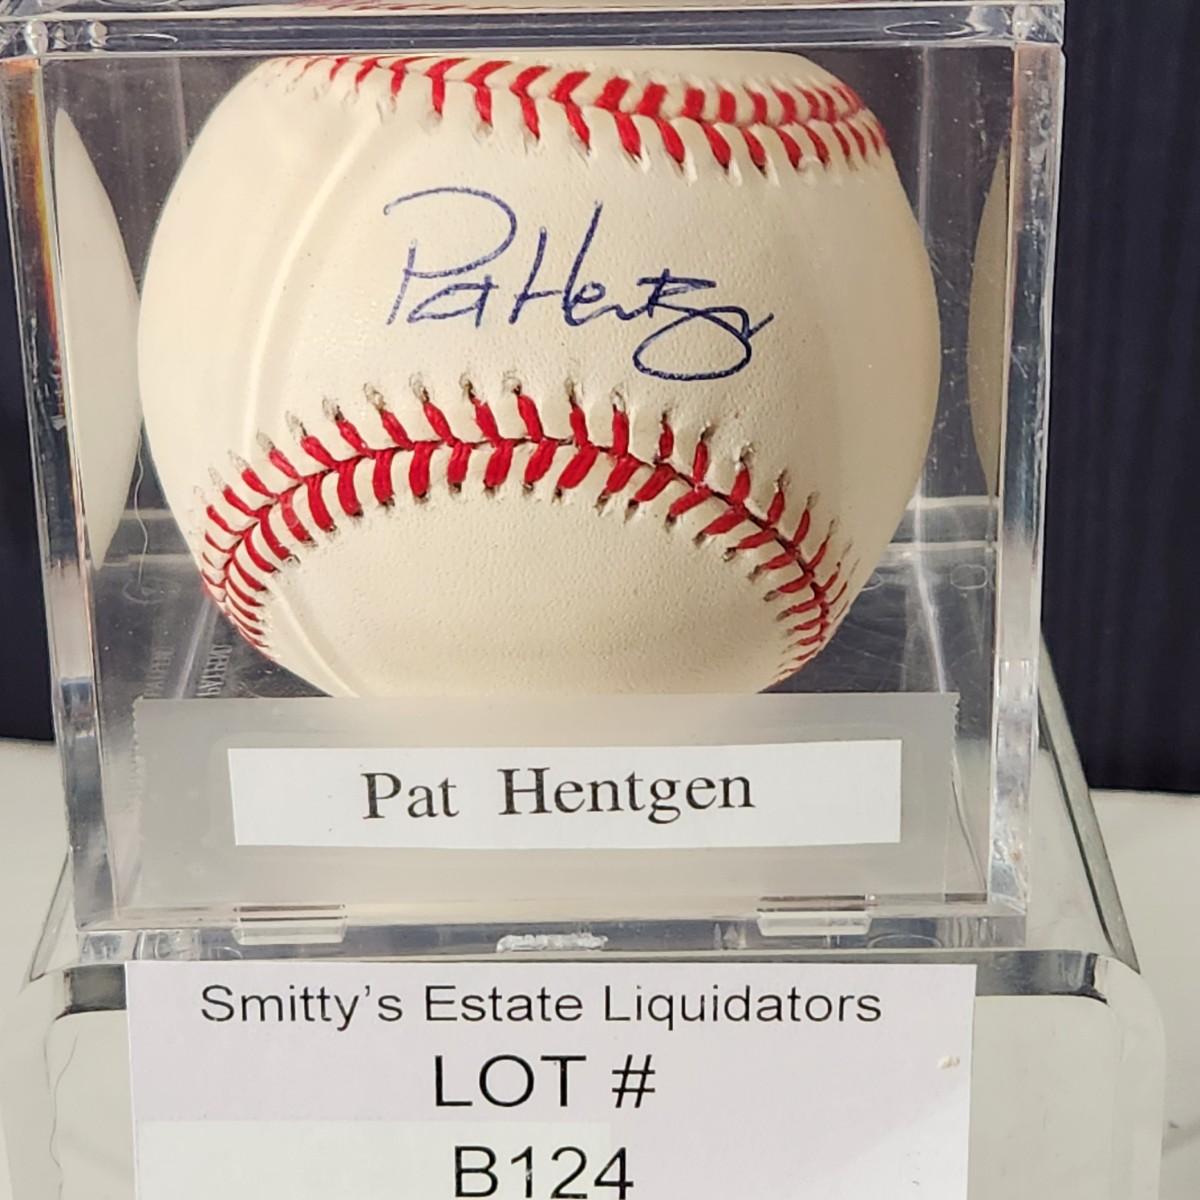 Pat Hentgen
Pat Hentgen
Smitty's Estate Liquidators
LOT #
B124